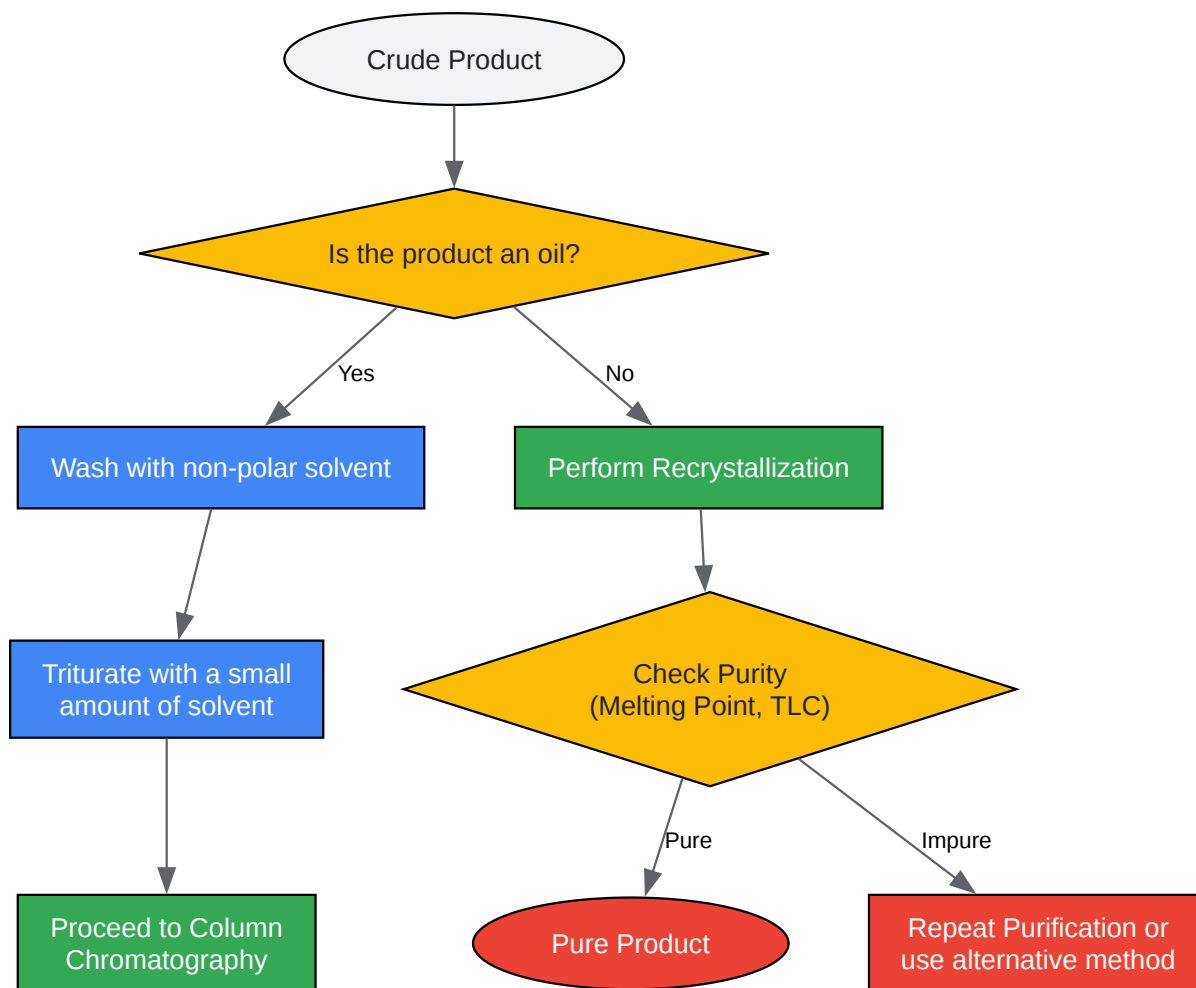 Crude Product
Is the product an oil?
Yes
No
Wash with non-polar solvent
Perform Recrystallization
Triturate with a small
amount of solvent
Check Purity
(Melting Point, TLC)
Pure
Impure
Proceed to Column
Chromatography
Pure Product
Repeat Purification or
use alternative method